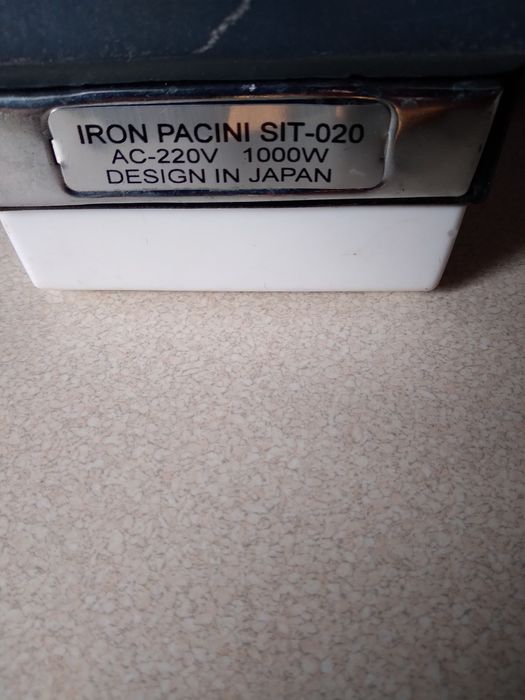 IRON PACINI SIT-020
AC-220V 1000W
DESIGN IN JAPAN